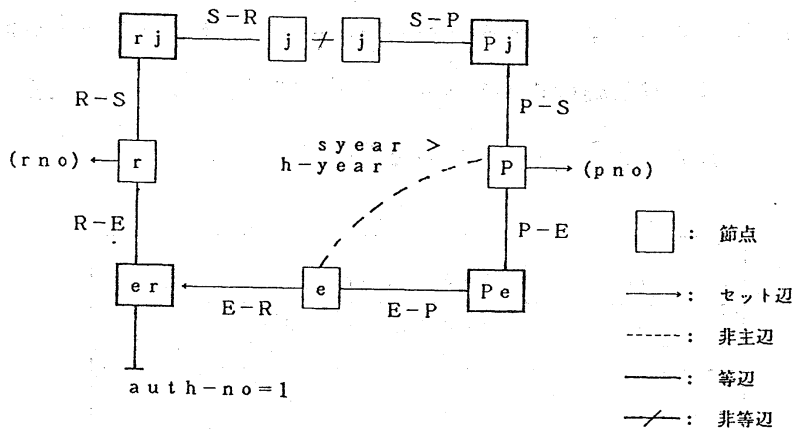 S-R
S-P
rj
j
≠
j
Pj
R-S
P-S
syear >
h-year
(rno)
r
P
(pno)
R-E
P-E
□: 節点
er
e
Pe
E-R
E-P
→: セット辺
-----: 非主辺
auth-no=1
——: 等辺
—/—: 非等辺